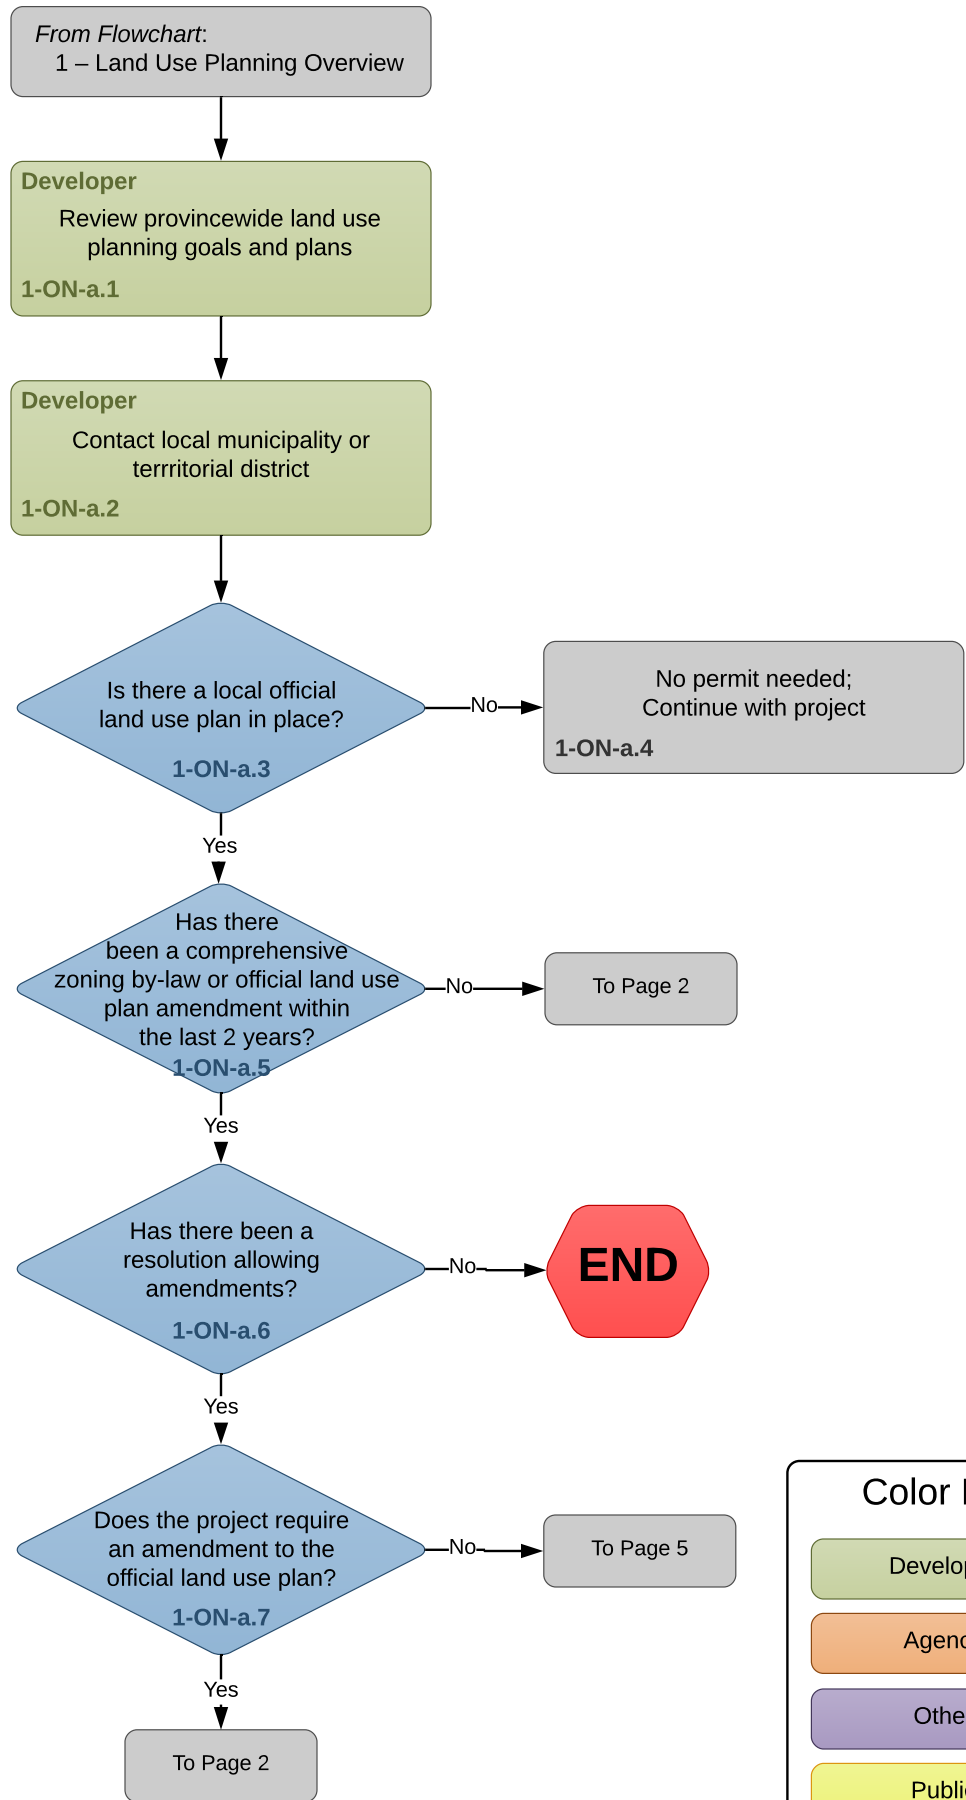 From Flowchart:
1 – Land Use Planning Overview
Developer
Review provincewide land use
planning goals and plans
1-ON-a.1
Developer
Contact local municipality or
terrritorial district
1-ON-a.2
Is there a local official
land use plan in place?
1-ON-a.3
No
No permit needed;
Continue with project
1-ON-a.4
Yes
Has there
been a comprehensive
zoning by-law or official land use
plan amendment within
the last 2 years?
1-ON-a.5
No
To Page 2
Yes
Has there been a
resolution allowing
amendments?
1-ON-a.6
No
END
Yes
Does the project require
an amendment to the
official land use plan?
1-ON-a.7
No
To Page 5
Yes
To Page 2
Color